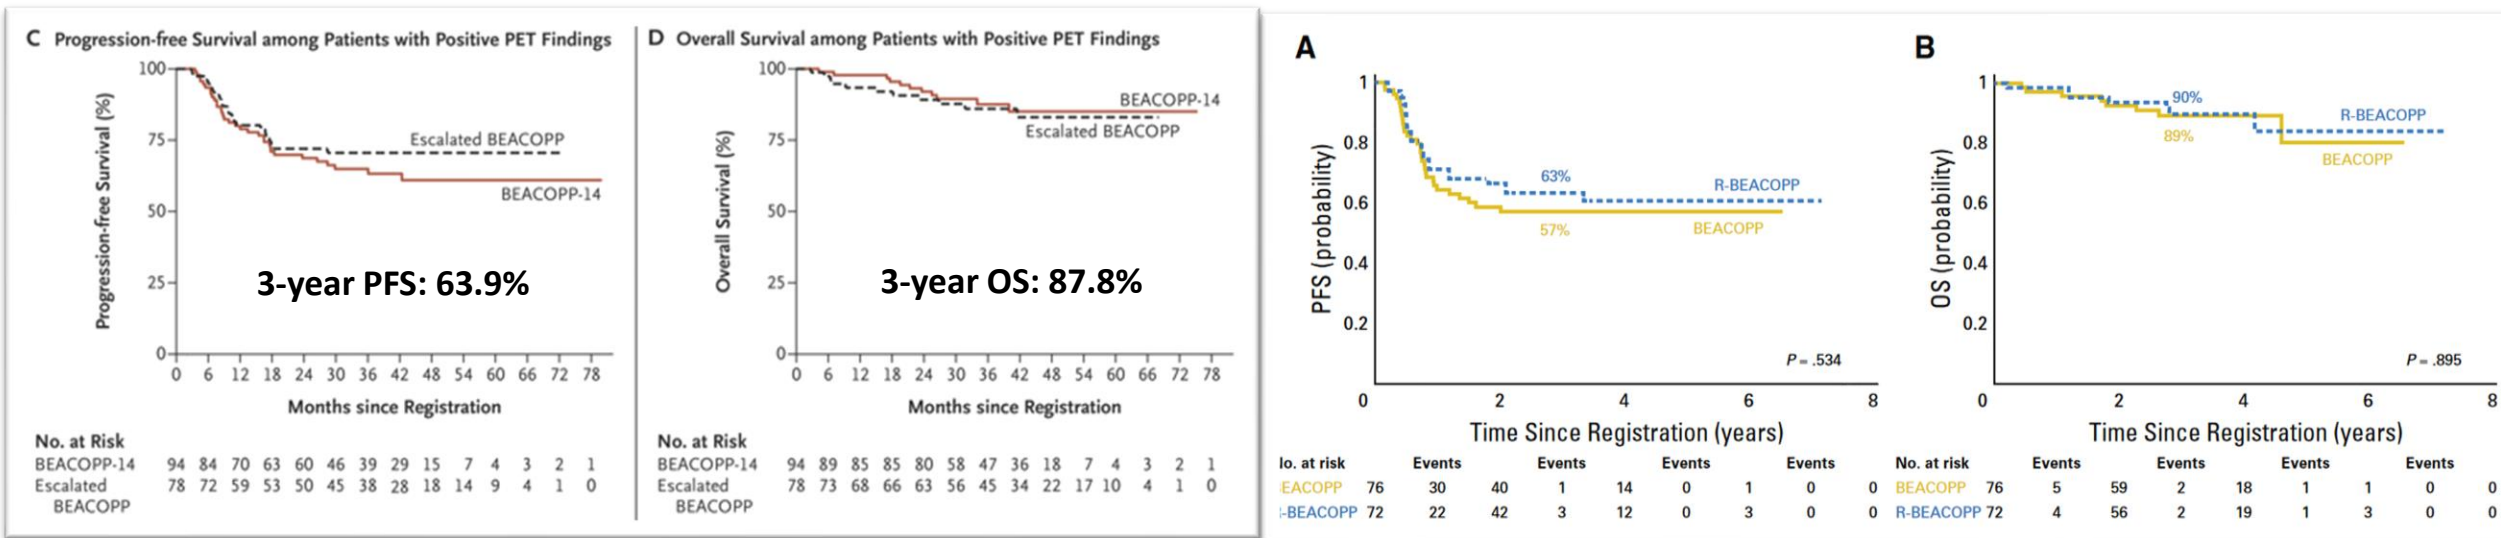 C Progression-free Survival among Patients with Positive PET Findings
Progression-free Survival (%)
100
75
50
25
0
Escalated BEACOPP
BEACOPP-14
3-year PFS: 63.9%
0 6 12 18 24 30 36 42 48 54 60 66 72 78
Months since Registration
No. at Risk
BEACOPP-14 94 84 70 63 60 46 39 29 15 7 4 3 2 1
Escalated 78 72 59 53 50 45 38 28 18 14 9 4 1 0
BEACOPP
D Overall Survival among Patients with Positive PET Findings
Overall Survival (%)
100
75
50
25
0
BEACOPP-14
Escalated BEACOPP
3-year OS: 87.8%
0 6 12 18 24 30 36 42 48 54 60 66 72 78
Months since Registration
No. at Risk
BEACOPP-14 94 89 85 85 80 58 47 36 18 7 4 3 2 1
Escalated 78 73 68 66 63 56 45 34 22 17 10 4 1 0
BEACOPP
A
PFS (probability)
1
0.8
0.6
0.4
0.2
63%
R-BEACOPP
57%
BEACOPP
P = .534
0 2 4 6 8
Time Since Registration (years)
lo. at risk Events Events Events Events
EACOPP 76 30 40 1 14 0 1 0 0
-BEACOPP 72 22 42 3 12 0 3 0 0
B
OS (probability)
1
0.8
0.6
0.4
0.2
90%
R-BEACOPP
89%
BEACOPP
P = .895
0 2 4 6 8
Time Since Registration (years)
No. at risk Events Events Events Events
BEACOPP 76 5 59 2 18 1 1 0 0
R-BEACOPP 72 4 56 2 19 1 3 0 0